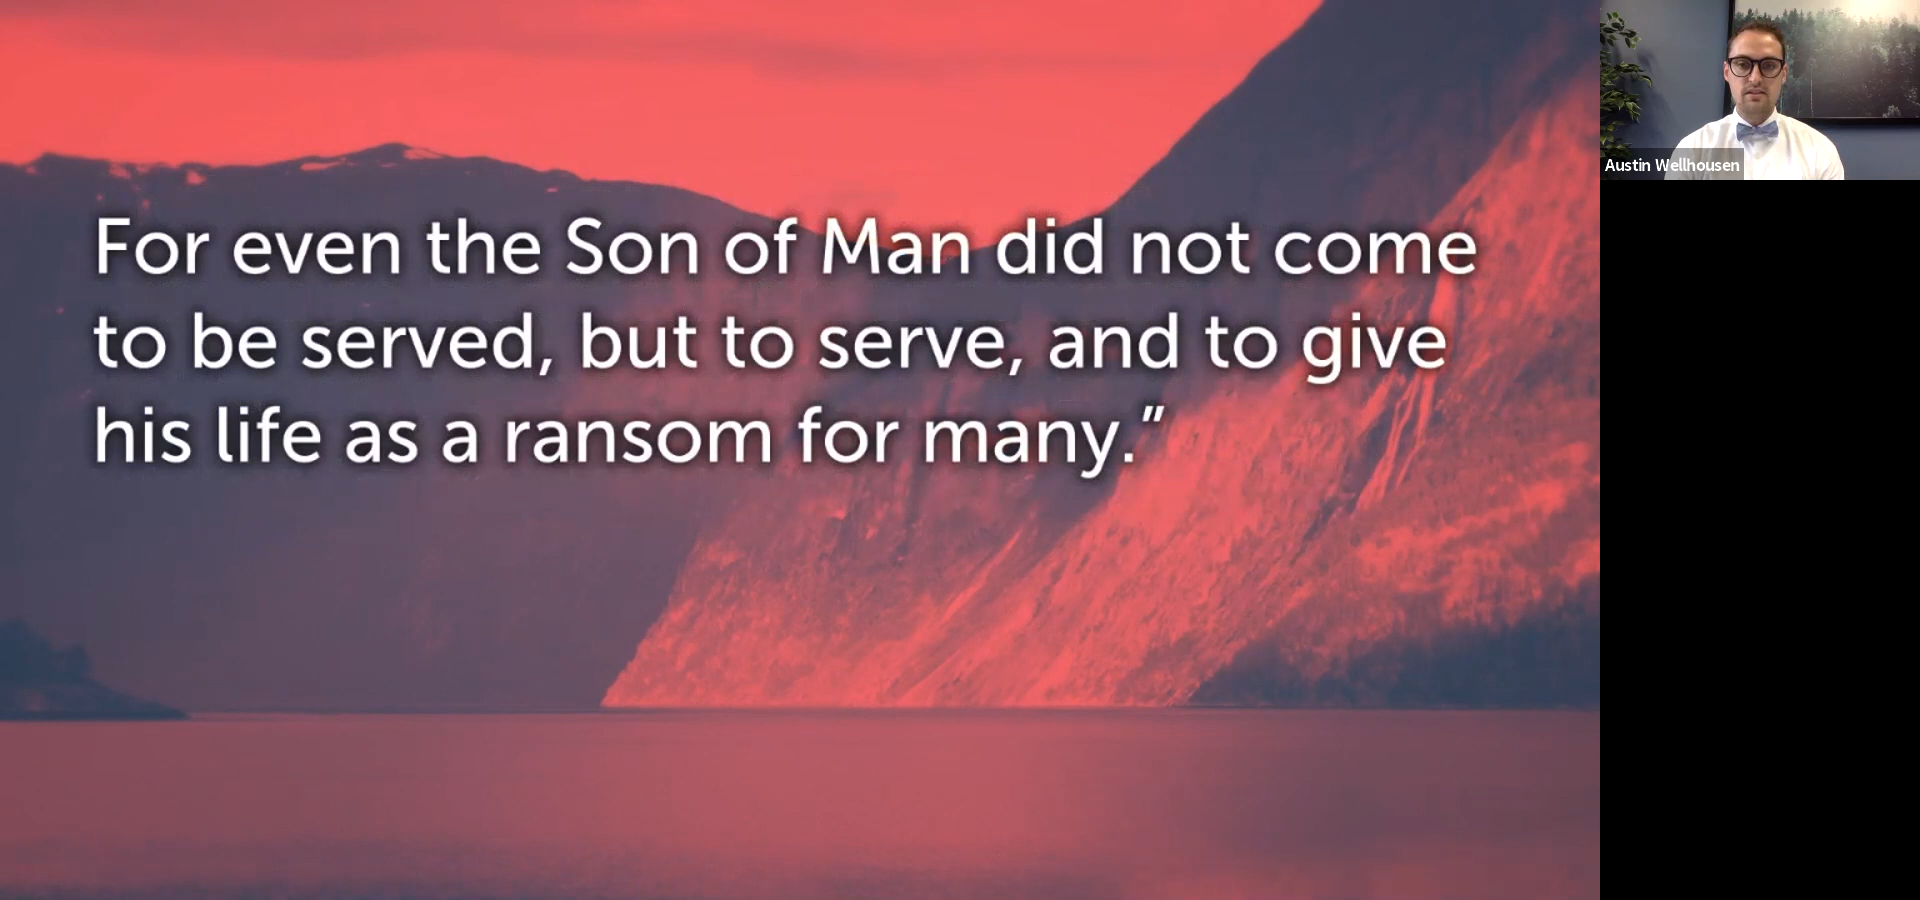 For even the Son of Man did not come
to be served, but to serve, and to give
his life as a ransom for many.”
Austin Wellhousen